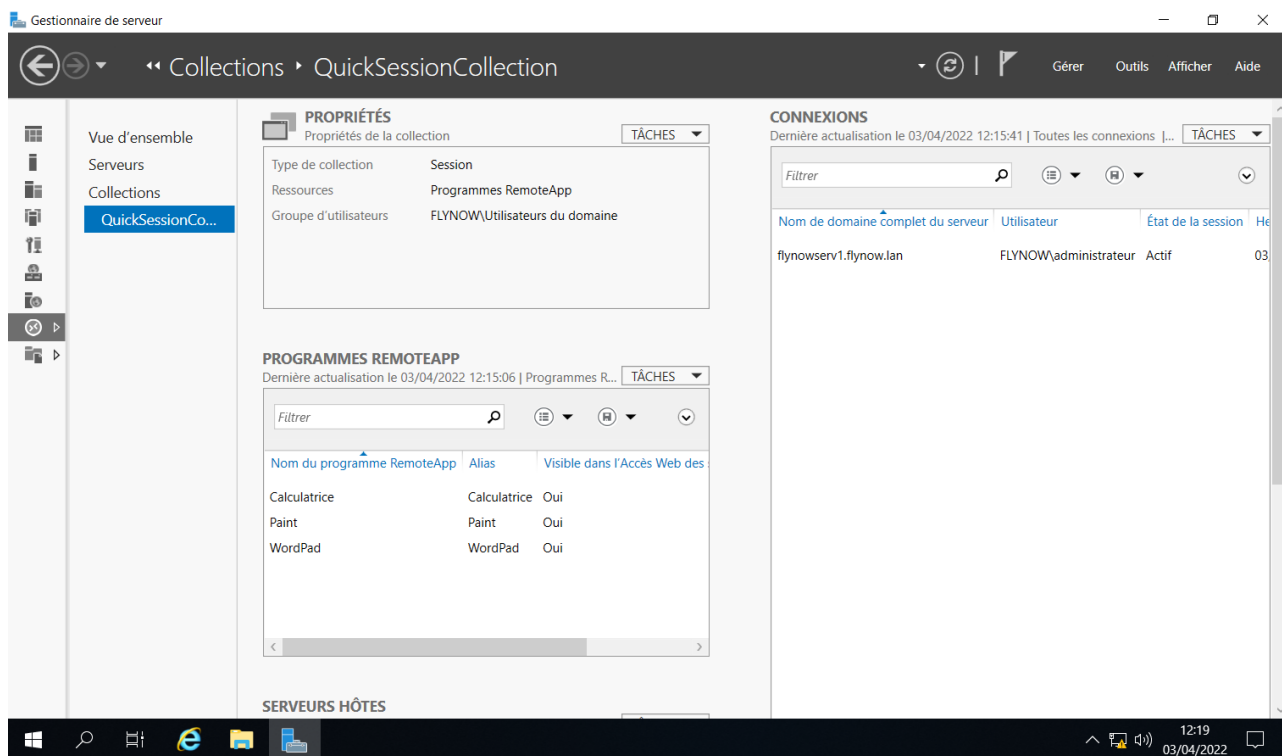 Gestionnaire de serveur
Collections QuickSessionCollection
Gérer Outils Afficher Aide
Vue d'ensemble
Serveurs
Collections
QuickSessionCo...
PROPRIÉTÉS
Propriétés de la collection
TÂCHES
Type de collection Session
Ressources Programmes RemoteApp
Groupe d'utilisateurs FLYNOW\Utilisateurs du domaine
PROGRAMMES REMOTEAPP
Dernière actualisation le 03/04/2022 12:15:06 | Programmes R...
TÂCHES
Filtrer
Nom du programme RemoteApp Alias Visible dans l'Accès Web des
Calculatrice Calculatrice Oui
Paint Paint Oui
WordPad WordPad Oui
SERVEURS HÔTES
CONNEXIONS
Dernière actualisation le 03/04/2022 12:15:41 | Toutes les connexions |...
TÂCHES
Filtrer
Nom de domaine complet du serveur Utilisateur État de la session He
flynowserv1.flynow.lan FLYNOW\administrateur Actif 03,
12:19
03/04/2022